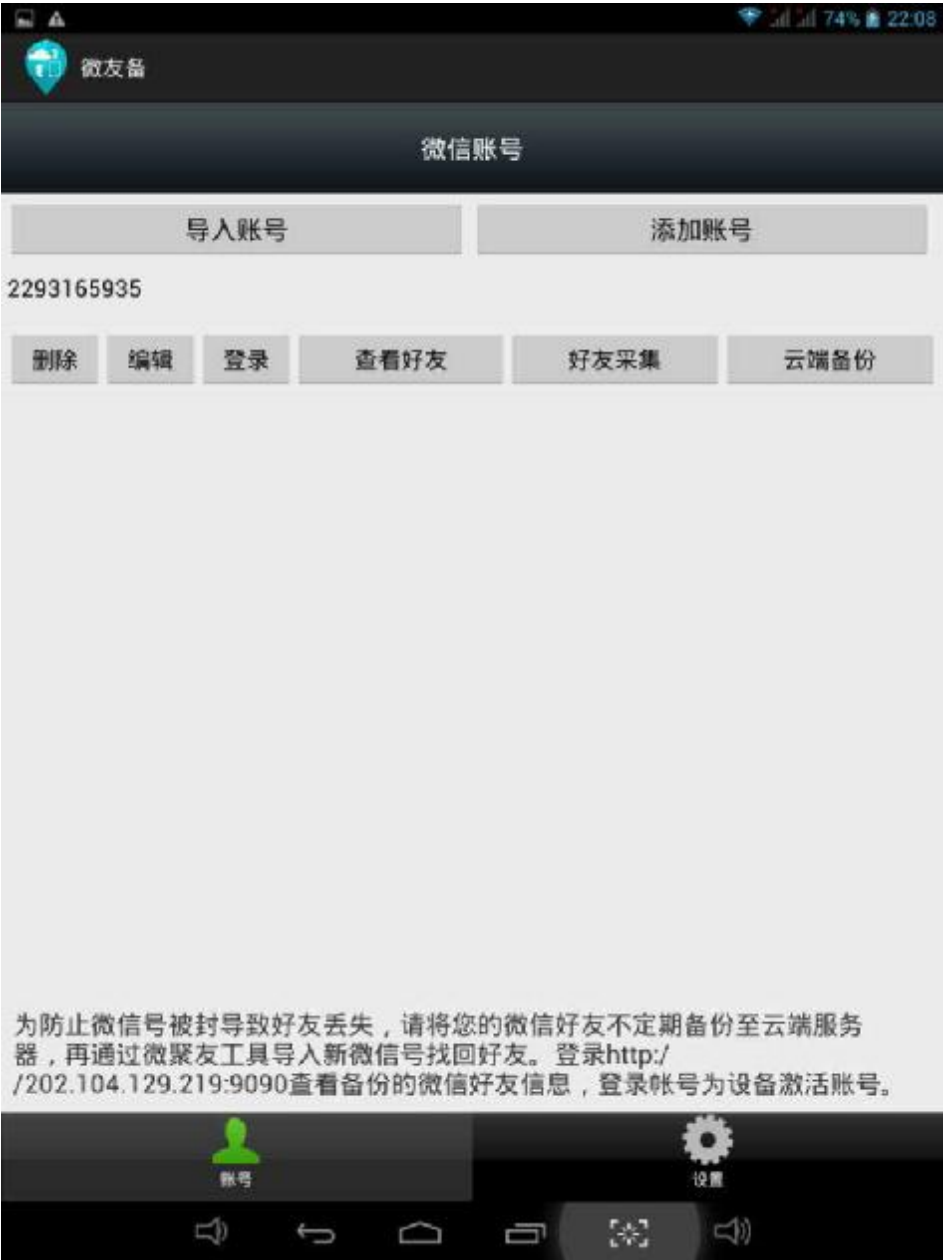 74% 22:08
微友备
微信账号
导入账号 添加账号
2293165935
删除 编辑 登录 查看好友 好友采集 云端备份
为防止微信号被封导致好友丢失，请将您的微信好友不定期备份至云端服务
器，再通过微聚友工具导入新微信号找回好友。登录http:/
/202.104.129.219:9090查看备份的微信好友信息，登录帐号为设备激活账号。
账号 设置